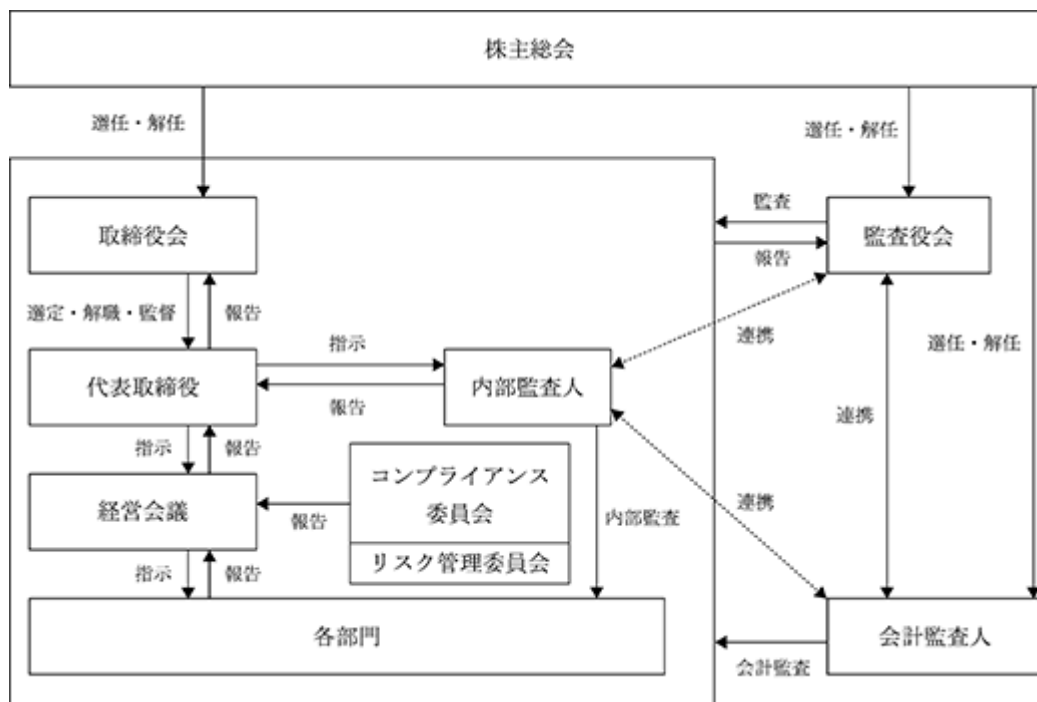 株主総会
選任・解任
選任・解任
取締役会
監査
監査役会
報告
選定・解職・監督
報告
指示
連携
選任・解任
代表取締役
内部監査人
報告
連携
指示
報告
コンプライアンス
委員会
経営会議
報告
内部監査
連携
リスク管理委員会
指示
報告
各部門
会計監査人
会計監査